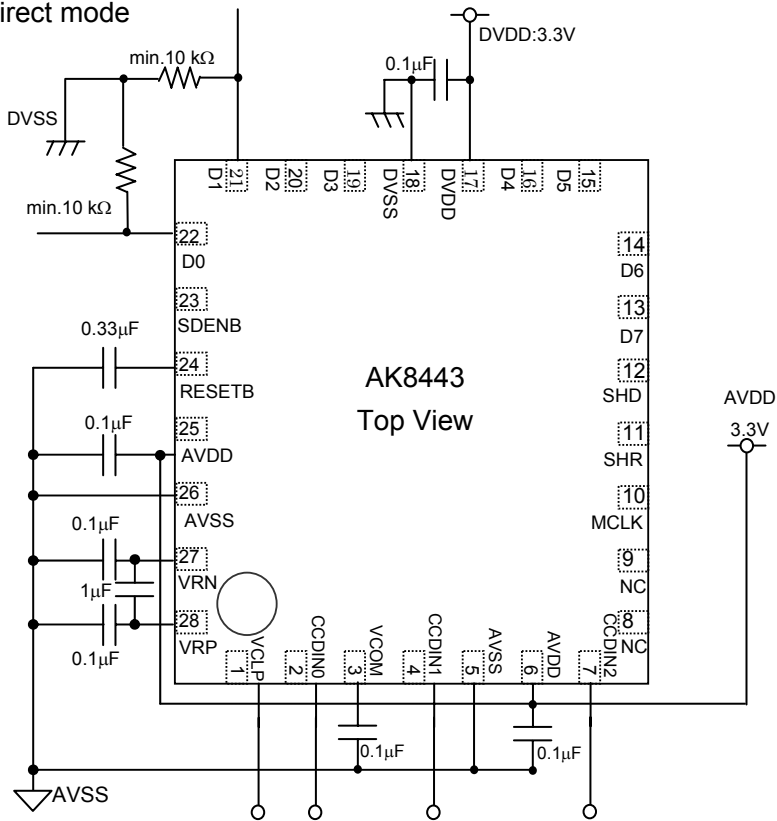 irect mode
min.10 kΩ
DVSS
min.10 kΩ
0.1μF
DVDD:3.3V
21
D1
20
D2
19
D3
18
DVSS
17
DVDD
16
D4
15
D5
22
D0
23
SDENB
0.33μF
24
RESETB
0.1μF
25
AVDD
26
AVSS
0.1μF
27
VRN
1μF
28
VRP
0.1μF
AK8443
Top View
14
D6
13
D7
12
SHD
11
SHR
10
MCLK
9
NC
8
NC
AVDD
3.3V
1
VCLP
2
CCDIN0
3
VCOM
4
CCDIN1
5
AVSS
6
AVDD
7
CCDIN2
0.1μF
0.1μF
AVSS